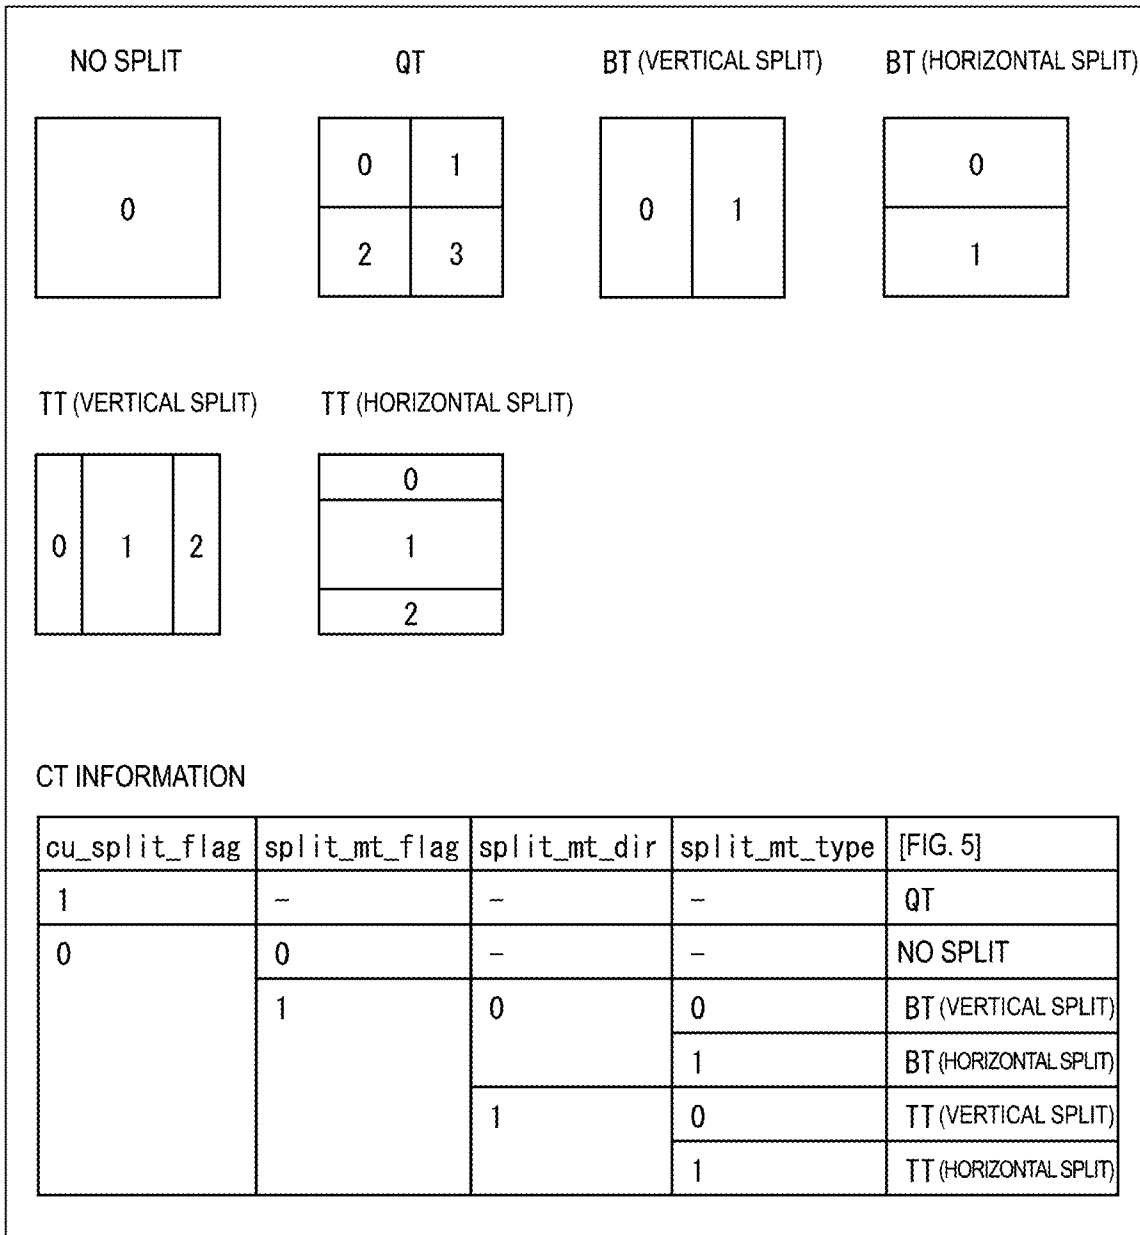 NO SPLIT QT BT (VERTICAL SPLIT) BT (HORIZONTAL SPLIT)
0 0 1 2 3 0 1 0 1
TT (VERTICAL SPLIT) TT (HORIZONTAL SPLIT)
0 1 2 0 1 2
CT INFORMATION
cu_split_flag split_mt_flag split_mt_dir split_mt_type [FIG. 5]
1 – – – QT
0 0 – – NO SPLIT
1 0 0 BT (VERTICAL SPLIT)
1 BT (HORIZONTAL SPLIT)
1 0 TT (VERTICAL SPLIT)
1 TT (HORIZONTAL SPLIT)